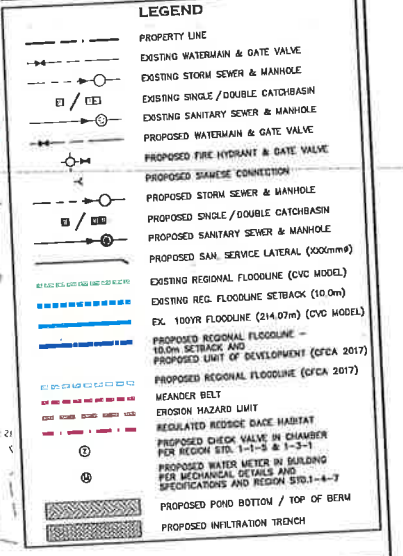 LEGEND
PROPERTY LINE
EXISTING WATERMAIN & GATE VALVE
EXISTING STORM SEWER & MANHOLE
EXISTING SINGLE / DOUBLE CATCHBASIN
EXISTING SANITARY SEWER & MANHOLE
PROPOSED WATERMAIN & GATE VALVE
PROPOSED FIRE HYDRANT & GATE VALVE
PROPOSED SIAMESE CONNECTION
PROPOSED STORM SEWER & MANHOLE
PROPOSED SINGLE / DOUBLE CATCHBASIN
PROPOSED SANITARY SEWER & MANHOLE
PROPOSED SAN. SERVICE LATERAL (XXXmmø)
EXISTING REGIONAL FLOODLINE (CVC MODEL)
EXISTING REG. FLOODLINE SETBACK (10.0m)
EX. 100YR FLOODLINE (214.07m) (CVC MODEL)
PROPOSED REGIONAL FLOODLINE -
10.0m SETBACK AND
PROPOSED LIMIT OF DEVELOPMENT (CFCA 2017)
PROPOSED REGIONAL FLOODLINE (CFCA 2017)
MEANDER BELT
EROSION HAZARD LIMIT
REGULATED REDSIDE DACE HABITAT
PROPOSED CHECK VALVE IN CHAMBER
PER REGION STD. 1-1-5 & 1-3-1
PROPOSED WATER METER IN BUILDING
PER MECHANICAL DETAILS AND
SPECIFICATIONS AND REGION STD.1-4-7
PROPOSED POND BOTTOM / TOP OF BERM
PROPOSED INFILTRATION TRENCH